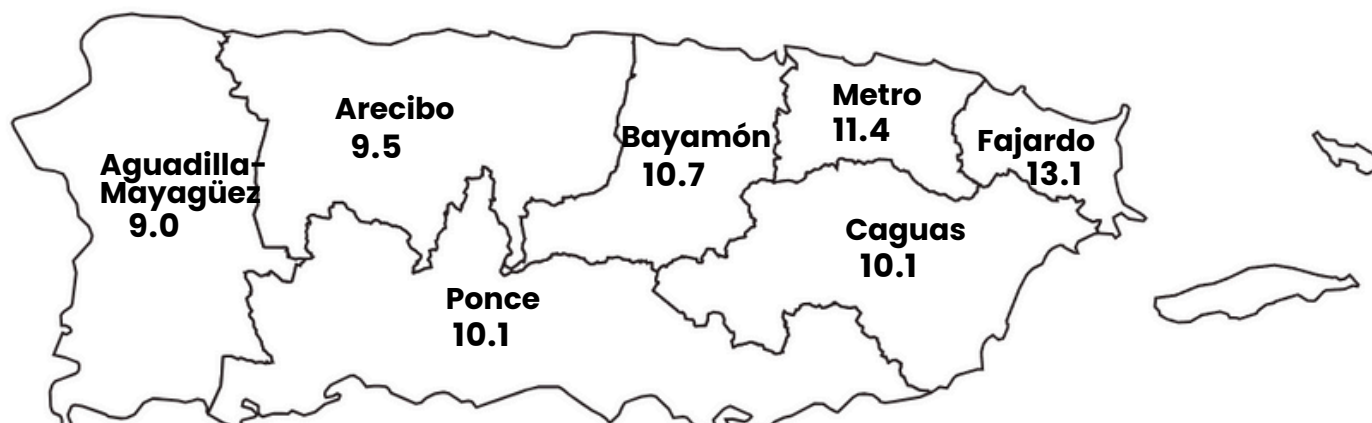 Aguadilla-
Mayagüez
9.0
Arecibo
9.5
Bayamón
10.7
Metro
11.4
Fajardo
13.1
Caguas
10.1
Ponce
10.1